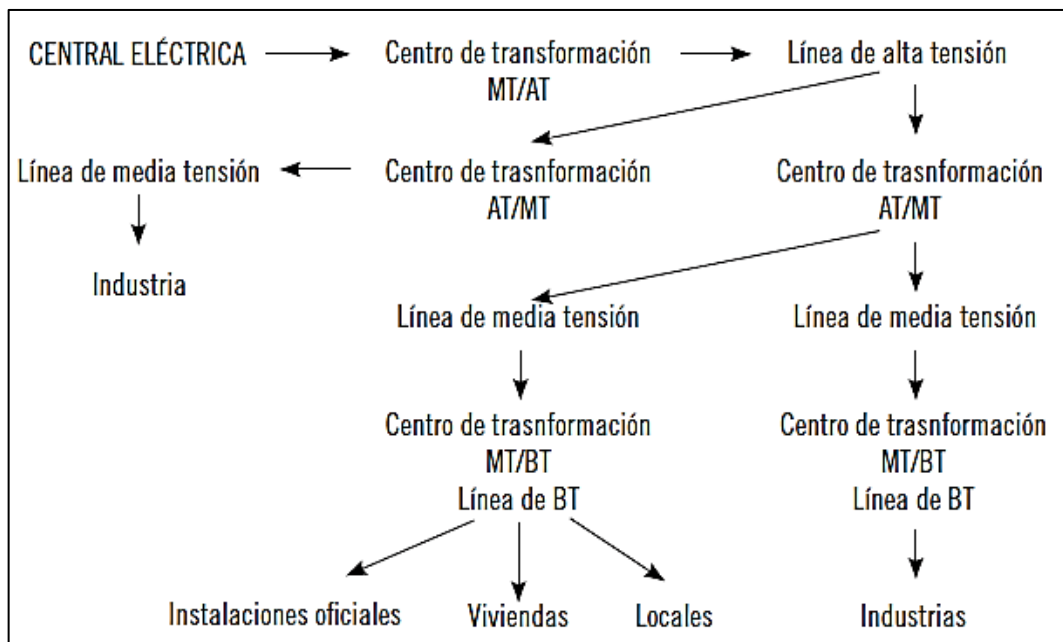 CENTRAL ELÉCTRICA
Centro de transformación
MT/AT
Línea de alta tensión
Línea de media tensión
Centro de trasnformación
AT/MT
Centro de trasnformación
AT/MT
Industria
Línea de media tensión
Línea de media tensión
Centro de trasnformación
MT/BT
Línea de BT
Centro de trasnformación
MT/BT
Línea de BT
Instalaciones oficiales
Viviendas
Locales
Industrias